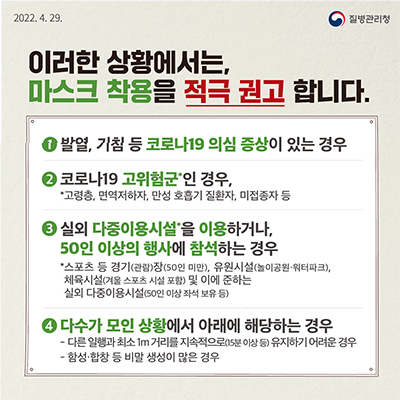 2022. 4. 29.
질병관리청
이러한 상황에서는,
마스크 착용을 적극 권고 합니다.
1 발열, 기침 등 코로나19 의심 증상이 있는 경우
2 코로나19 고위험군*인 경우,
*고령층, 면역저하자, 만성 호흡기 질환자, 미접종자 등
3 실외 다중이용시설*을 이용하거나,
50인 이상의 행사에 참석하는 경우
*스포츠 등 경기(관람)장(50인 미만), 유원시설(놀이공원·워터파크),
체육시설(겨울 스포츠 시설 포함) 및 이에 준하는
실외 다중이용시설(50인 이상 좌석 보유 등)
4 다수가 모인 상황에서 아래에 해당하는 경우
- 다른 일행과 최소 1m 거리를 지속적으로(15분 이상 등) 유지하기 어려운 경우
- 함성·합창 등 비말 생성이 많은 경우